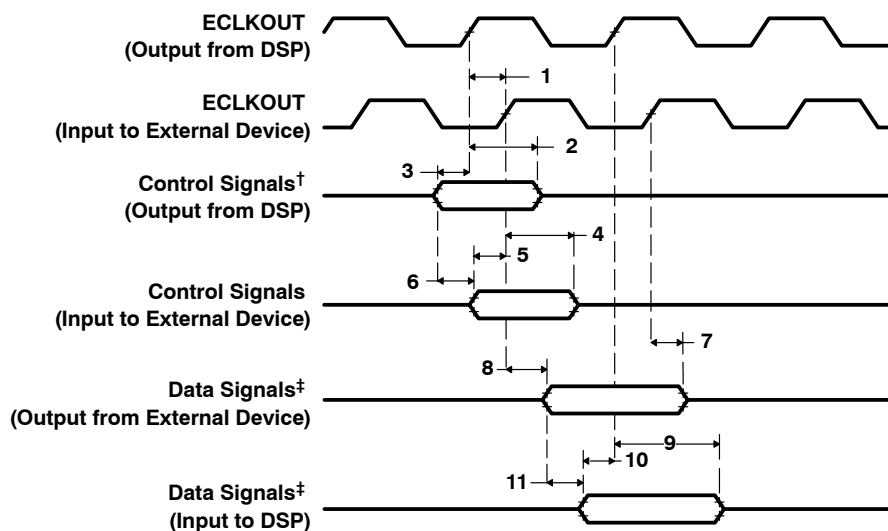 ECLKOUT
(Output from DSP)
1
ECLKOUT
(Input to External Device)
2
3
Control Signals†
(Output from DSP)
4
5
6
Control Signals
(Input to External Device)
7
8
Data Signals‡
(Output from External Device)
9
10
11
Data Signals‡
(Input to DSP)